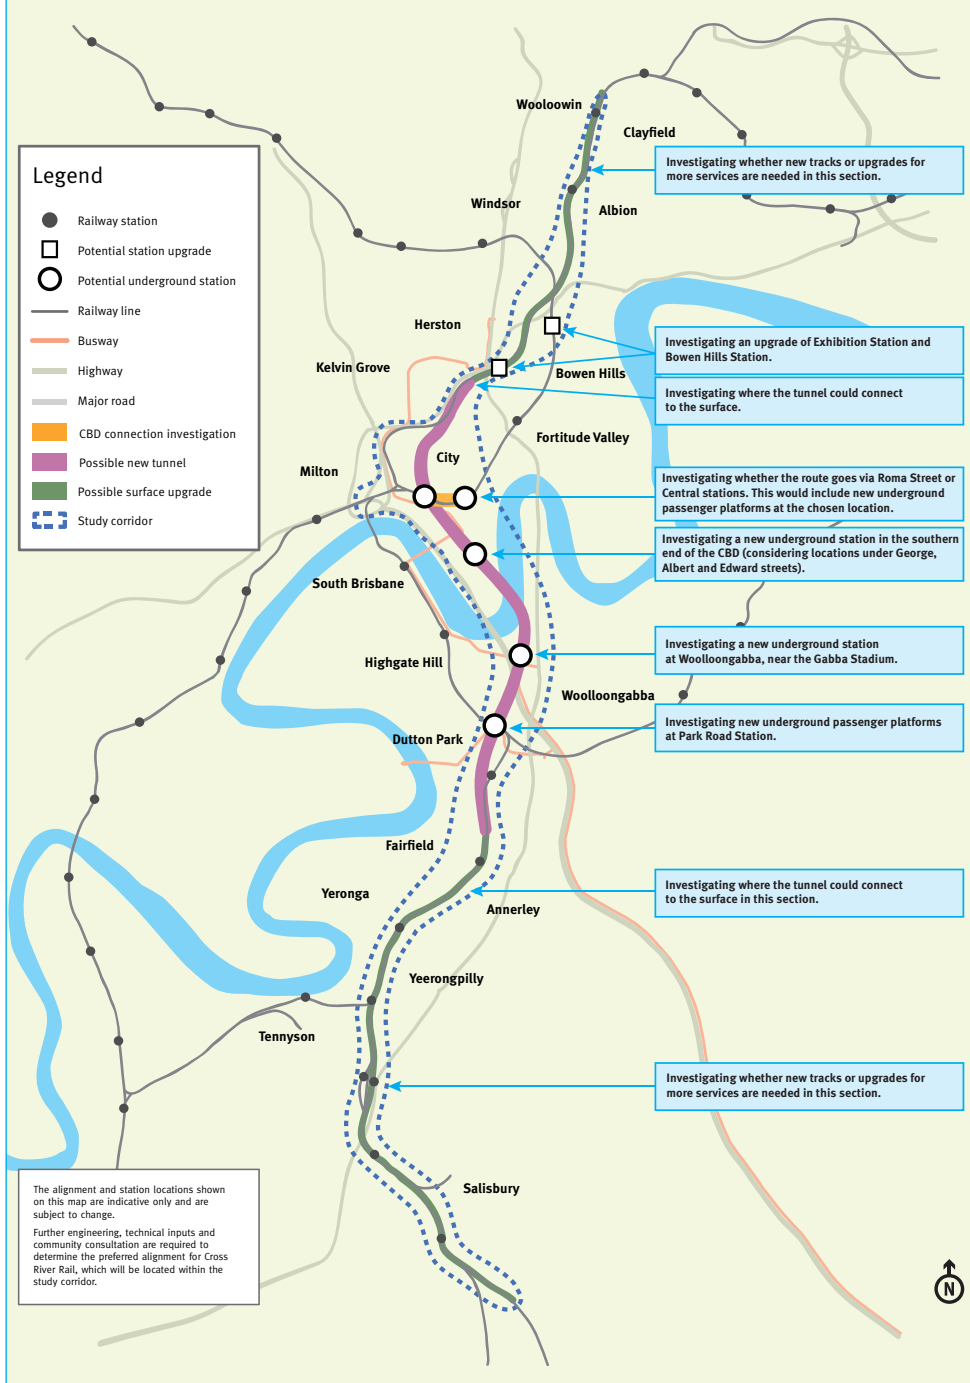 Legend
Railway station
Potential station upgrade
Potential underground station
Railway line
Busway
Highway
Major road
CBD connection investigation
Possible new tunnel
Possible surface upgrade
Study corridor
Wooloowin
Clayfield
Investigating whether new tracks or upgrades for
more services are needed in this section.
Windsor
Albion
Herston
Investigating an upgrade of Exhibition Station and
Bowen Hills Station.
Kelvin Grove
Bowen Hills
Investigating where the tunnel could connect
to the surface.
Fortitude Valley
City
Milton
Investigating whether the route goes via Roma Street or
Central stations. This would include new underground
passenger platforms at the chosen location.
Investigating a new underground station in the southern
end of the CBD (considering locations under George,
Albert and Edward streets).
South Brisbane
Investigating a new underground station
at Woolloongabba, near the Gabba Stadium.
Highgate Hill
Woolloongabba
Investigating new underground passenger platforms
at Park Road Station.
Dutton Park
Fairfield
Yeronga
Investigating where the tunnel could connect
to the surface in this section.
Annerley
Yeerongpilly
Tennyson
Investigating whether new tracks or upgrades for
more services are needed in this section.
Salisbury
The alignment and station locations shown
on this map are indicative only and are
subject to change.
Further engineering, technical inputs and
community consultation are required to
determine the preferred alignment for Cross
River Rail, which will be located within the
study corridor.
N